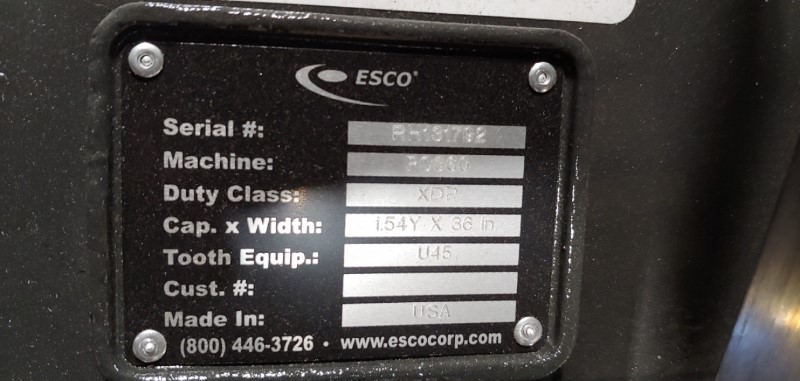 ESCO®
Serial #: RH131792
Machine:
Duty Class: XDP
Cap. x Width: 1.54Y X 36 in
Tooth Equip.: U45
Cust. #:
Made In: USA
(800) 446-3726 • www.escocorp.com